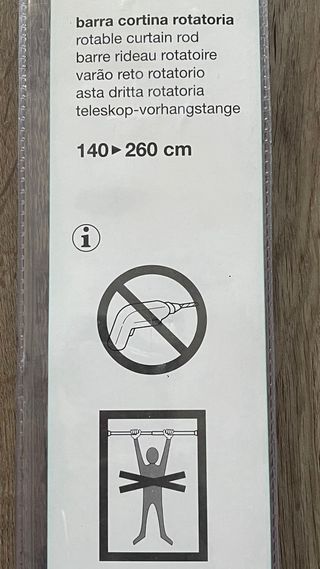 barra cortina rotatoria
rotable curtain rod
barre rideau rotatoire
varão reto rotatorio
asta dritta rotatoria
teleskop-vorhangstange
140▸260 cm
i